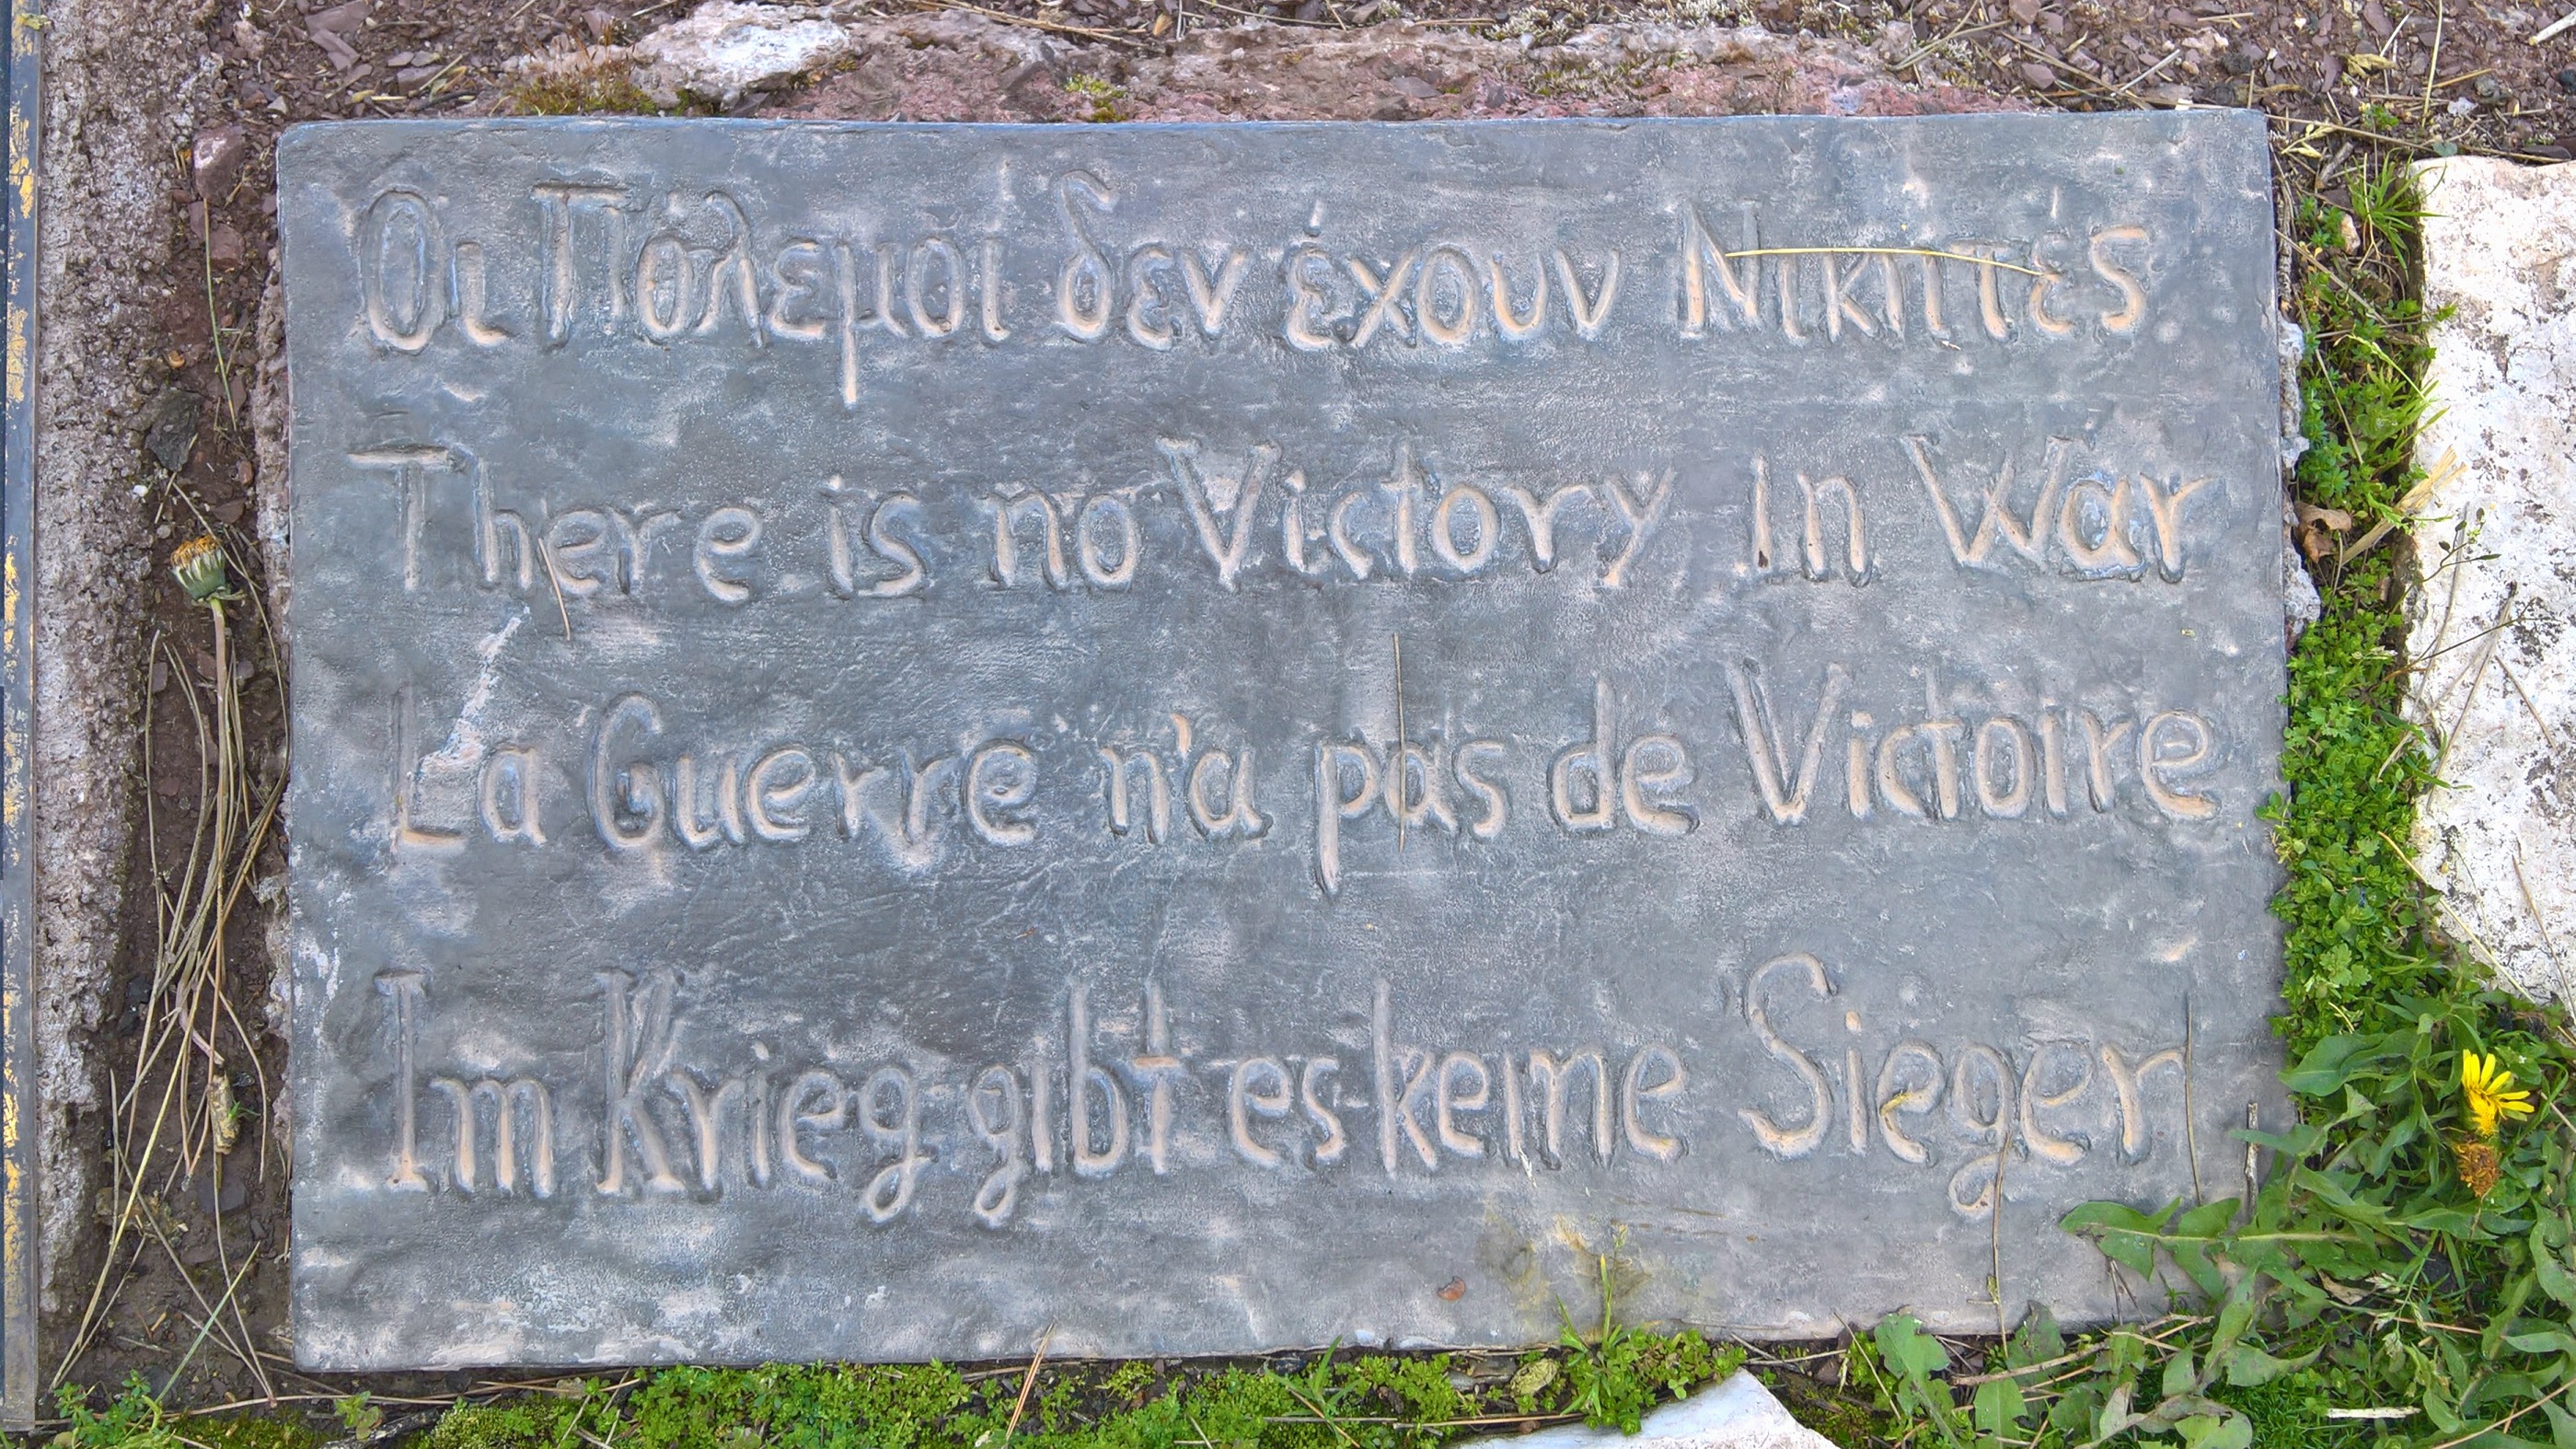 Οι Πόλεμοι δεν έχουν Νικητές
There is no Victory in War
La Guerre n'a pas de Victoire
Im Krieg gibt es keine Sieger